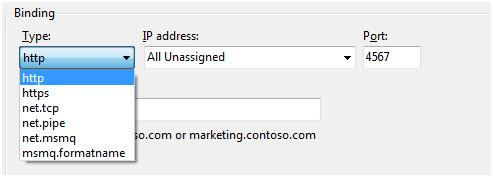 Binding
Type: IP address: Port:
http All Unassigned 4567
http
https
net.tcp
net.pipe
net.msmq
msmq.formatname so.com or marketing.contoso.com